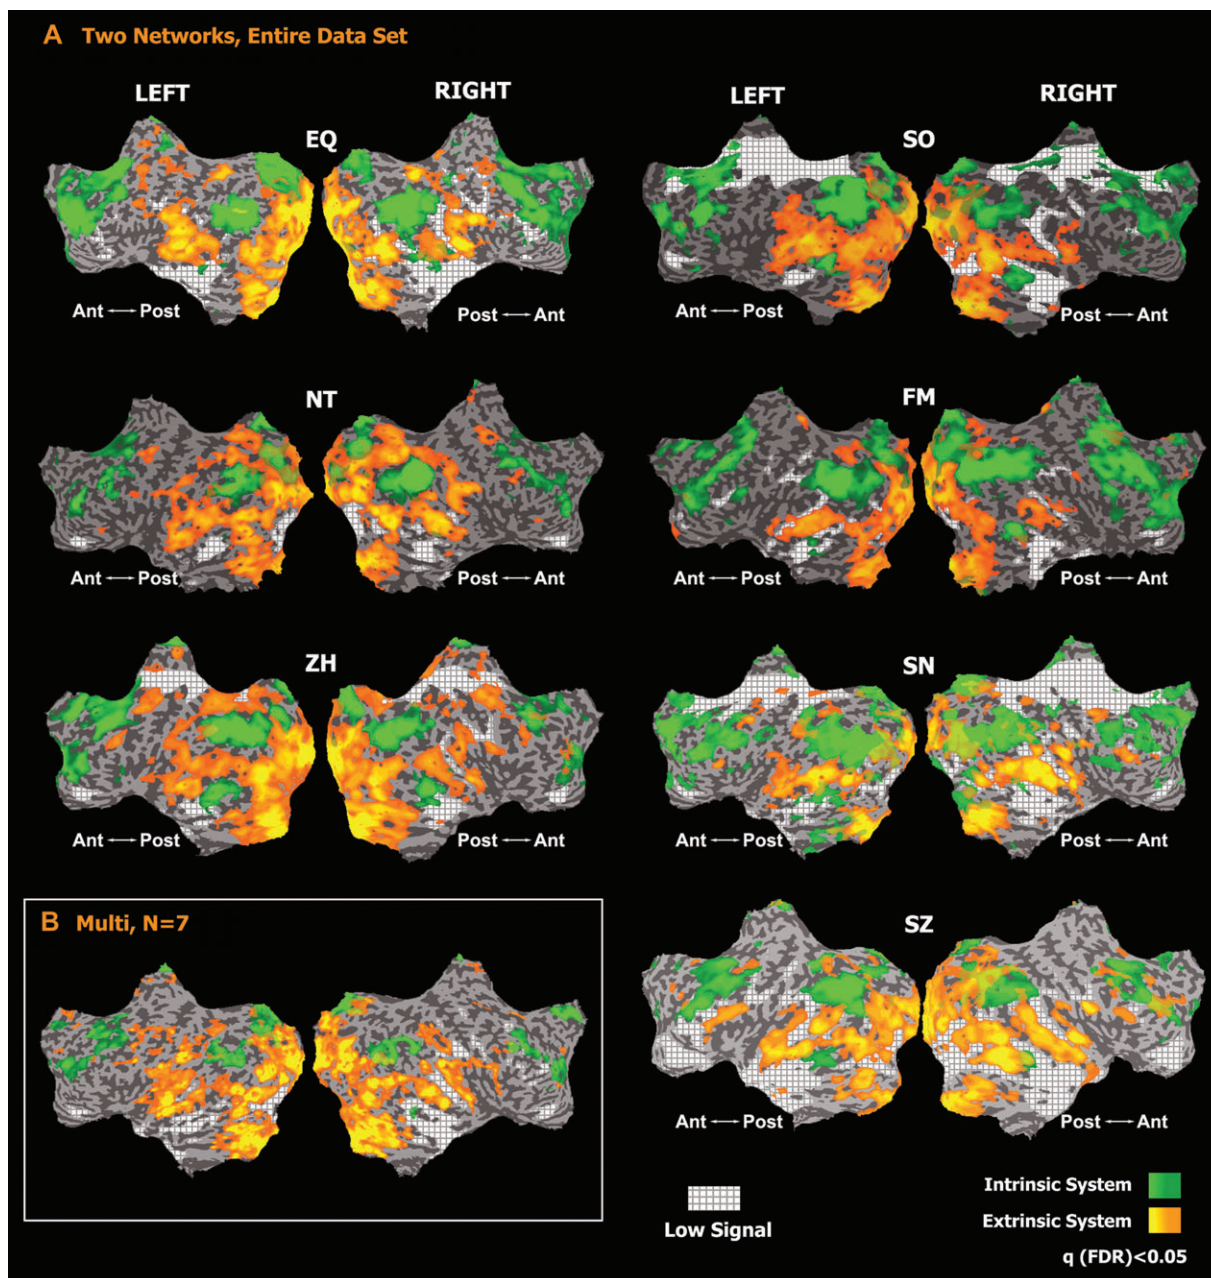 A Two Networks, Entire Data Set
LEFT RIGHT LEFT RIGHT
EQ SO
Ant ↔ Post Post ↔ Ant Ant ↔ Post Post ↔ Ant
NT FM
Ant ↔ Post Post ↔ Ant Ant ↔ Post Post ↔ Ant
ZH SN
Ant ↔ Post Post ↔ Ant Ant ↔ Post Post ↔ Ant
B Multi, N=7
SZ
Ant ↔ Post Post ↔ Ant
Low Signal
Intrinsic System
Extrinsic System
q (FDR)<0.05